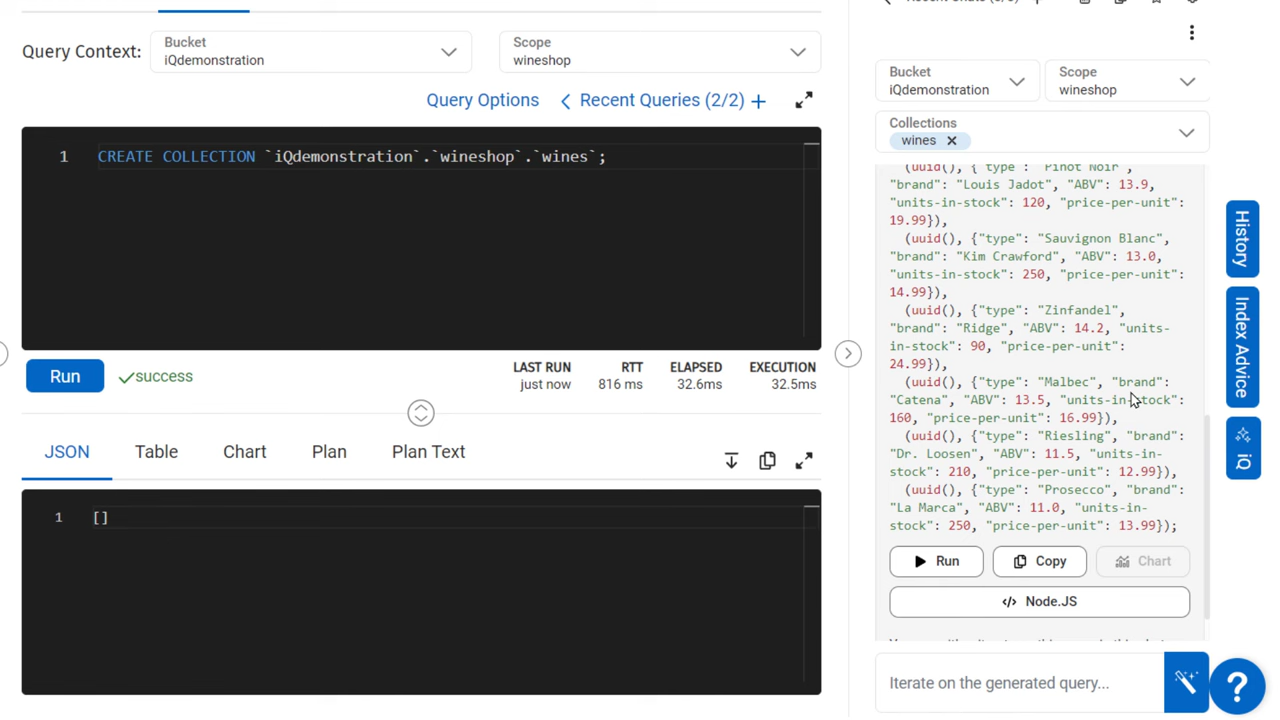 Query Context:
Bucket
iQdemonstration
Scope
wineshop
Query Options
Recent Queries (2/2) +
1 CREATE COLLECTION `iQdemonstration`.`wineshop`.`wines`;
Run
success
LAST RUN
just now
RTT
816 ms
ELAPSED
32.6ms
EXECUTION
32.5ms
JSON
Table
Chart
Plan
Plan Text
1 []
Bucket
iQdemonstration
Scope
wineshop
Collections
wines
(uuid(), {"type": "Pinot Noir",
"brand": "Louis Jadot", "ABV": 13.9,
"units-in-stock": 120, "price-per-unit":
19.99}),
(uuid(), {"type": "Sauvignon Blanc",
"brand": "Kim Crawford", "ABV": 13.0,
"units-in-stock": 250, "price-per-unit":
14.99}),
(uuid(), {"type": "Zinfandel",
"brand": "Ridge", "ABV": 14.2, "units-
in-stock": 90, "price-per-unit":
24.99}),
(uuid(), {"type": "Malbec", "brand":
"Catena", "ABV": 13.5, "units-in-stock":
160, "price-per-unit": 16.99}),
(uuid(), {"type": "Riesling", "brand":
"Dr. Loosen", "ABV": 11.5, "units-in-
stock": 210, "price-per-unit": 12.99}),
(uuid(), {"type": "Prosecco", "brand":
"La Marca", "ABV": 11.0, "units-in-
stock": 250, "price-per-unit": 13.99});
Run
Copy
Chart
</> Node.JS
Iterate on the generated query...
History
Index Advice
iQ
?